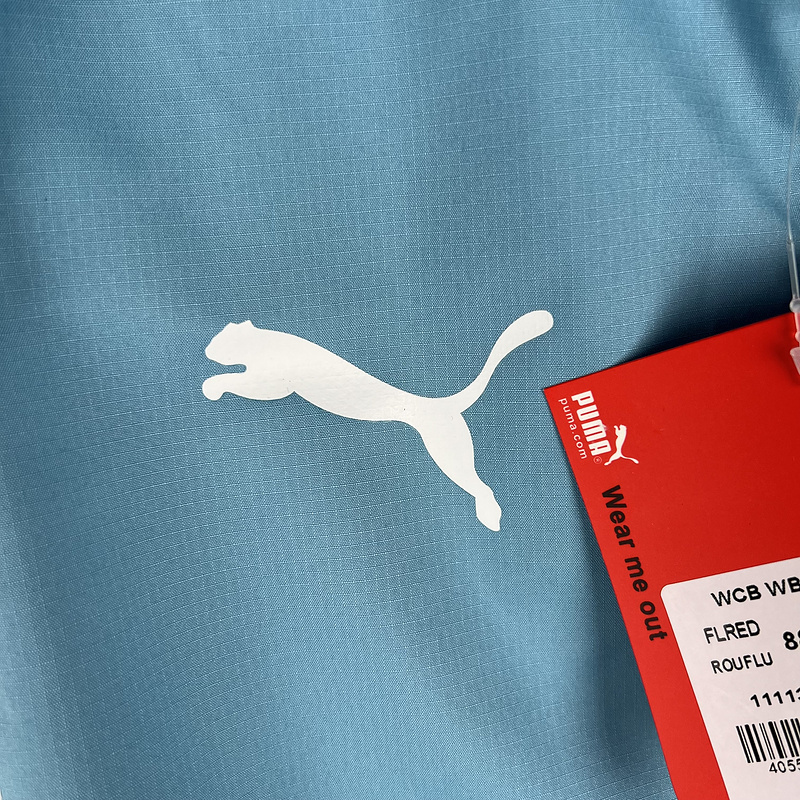 PUMA
puma.com
Wear me out
WCB WB
FLRED
ROUFLU
1111
405